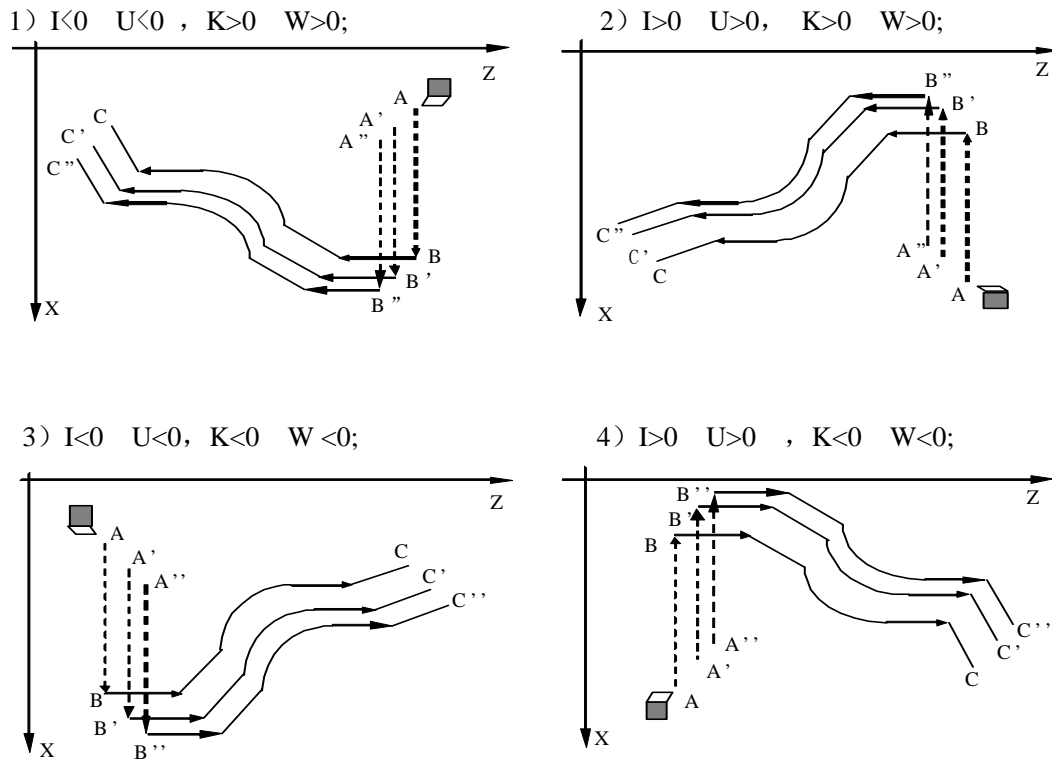 1）I<0 U<0 ，K>0 W>0;
Z
A
A’
A”
C
C’
C”
B
B’
B”
X
2）I>0 U>0， K>0 W>0;
Z
B”
B’
B
C”
C’
C
A”
A’
A
X
3）I<0 U<0，K<0 W <0;
Z
A
A’
A’’
C
C’
C’’
B
B’
B’’
X
4）I>0 U>0 ，K<0 W<0;
Z
B’’
B’
B
A’’
A’
A
C’’
C’
C
X